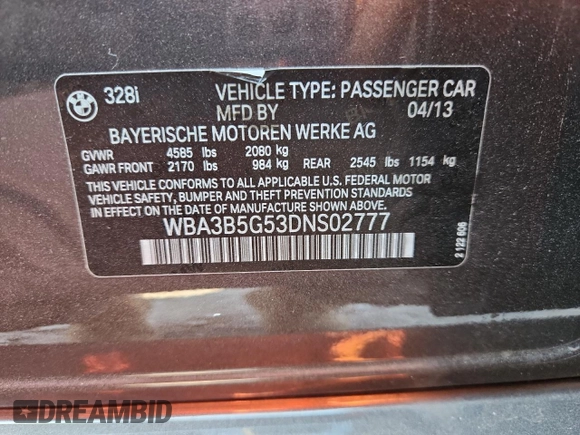 BMW 328i VEHICLE TYPE: PASSENGER CAR
MFD BY 04/13
BAYERISCHE MOTOREN WERKE AG
GVWR 4585 lbs 2080 kg
GAWR FRONT 2170 lbs 984 kg REAR 2545 lbs 1154 kg
THIS VEHICLE CONFORMS TO ALL APPLICABLE U.S. FEDERAL MOTOR
VEHICLE SAFETY, BUMPER, AND THEFT PREVENTION STANDARDS
IN EFFECT ON THE DATE OF MANUFACTURE SHOWN ABOVE.
WBA3B5G53DNS02777
2 122 608
DREAMBID